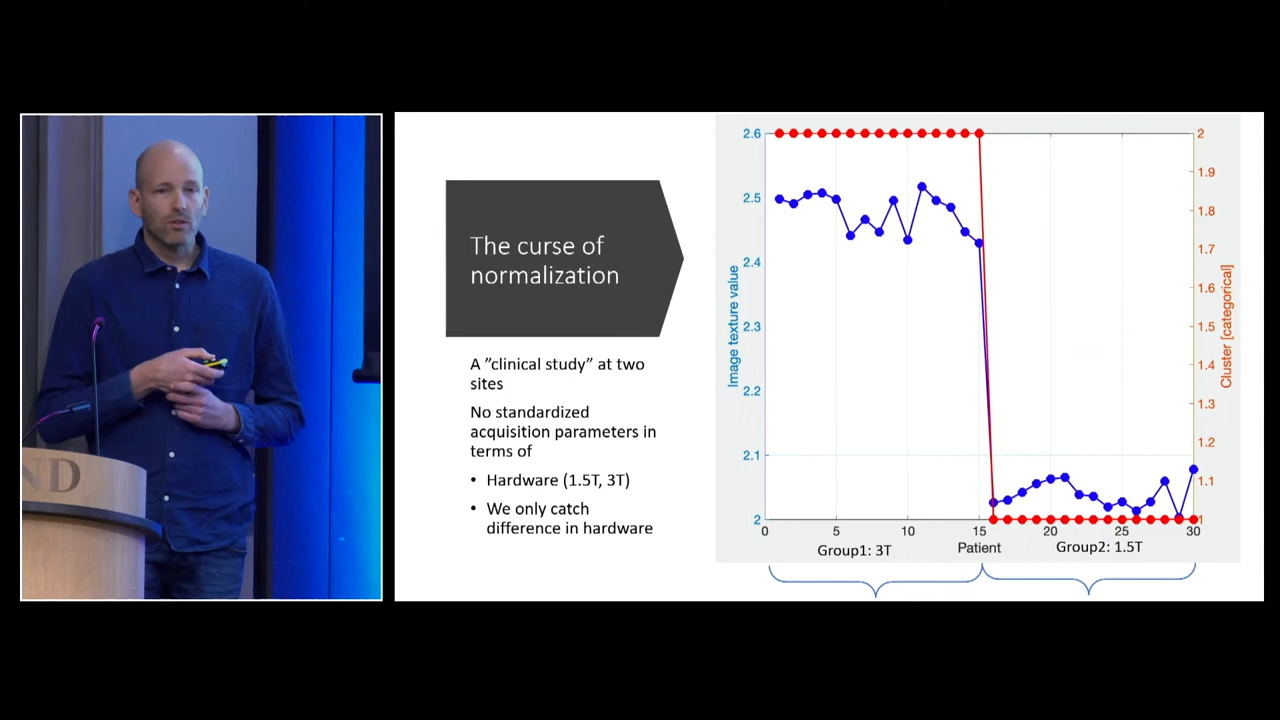 ND
The curse of
normalization
A ”clinical study” at two
sites
No standardized
acquisition parameters in
terms of
• Hardware (1.5T, 3T)
• We only catch
difference in hardware
2.6
2.5
2.4
2.3
2.2
2.1
2
Image texture value
2
1.9
1.8
1.7
1.6
1.5
1.4
1.3
1.2
1.1
1
Cluster [categorical]
0 5 10 15 20 25 30
Group1: 3T Patient Group2: 1.5T